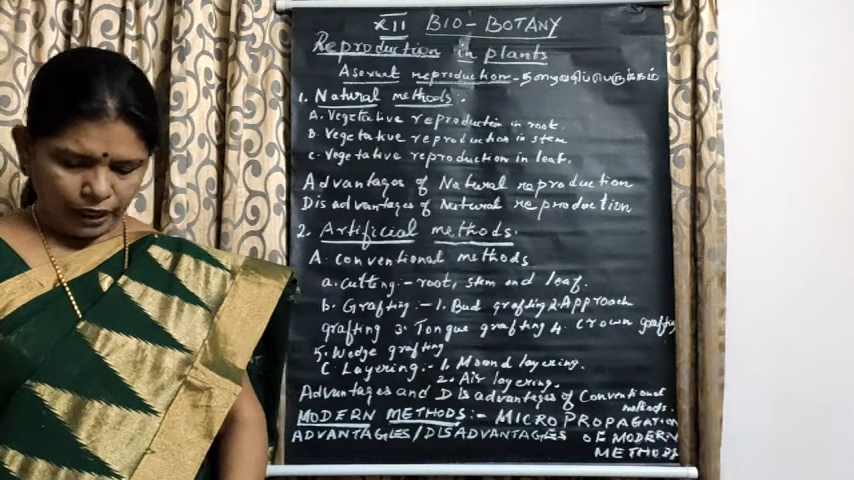 XII BIO-BOTANY
Reproduction in plants
Asexual reproduction-
1. Natural methods:
A. Vegetative reproduction in root.
B. Vegetative reproduction in stem
C. Vegetative reproduction in leaf.
Advantages of Natural reproduction
Disadvantages of Natural reproduction
2. Artificial methods.
A. conventional methods
a. cutting:- root, stem and leaf.
b. Grafting:- 1. Bud grafting 2. Approach
grafting 3. Tongue grafting 4. crown grafting
5. Wedge grafting
C. Layering:- 1. Mound layering.
2. Air layering.
Advantages and Disadvantages of Conventional
methods.
MODERN METHODS:- MICROPROPAGATION
ADVANTAGES/DISADVANTAGES OF MODERN
METHODS